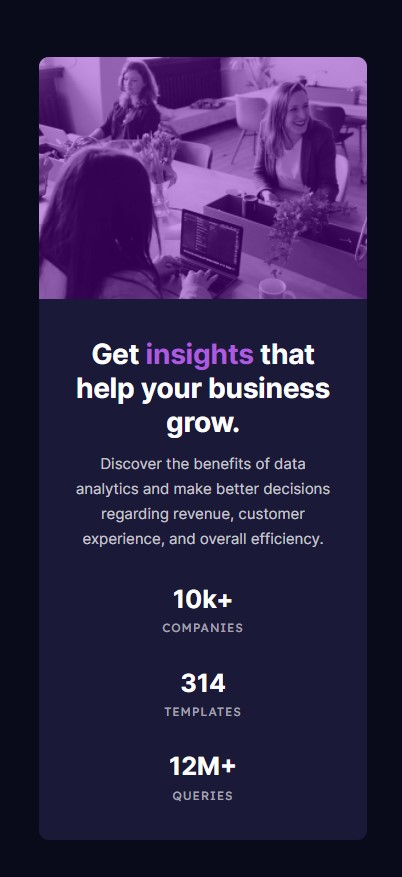 Get insights that
help your business
grow.
Discover the benefits of data
analytics and make better decisions
regarding revenue, customer
experience, and overall efficiency.
10k+
COMPANIES
314
TEMPLATES
12M+
QUERIES